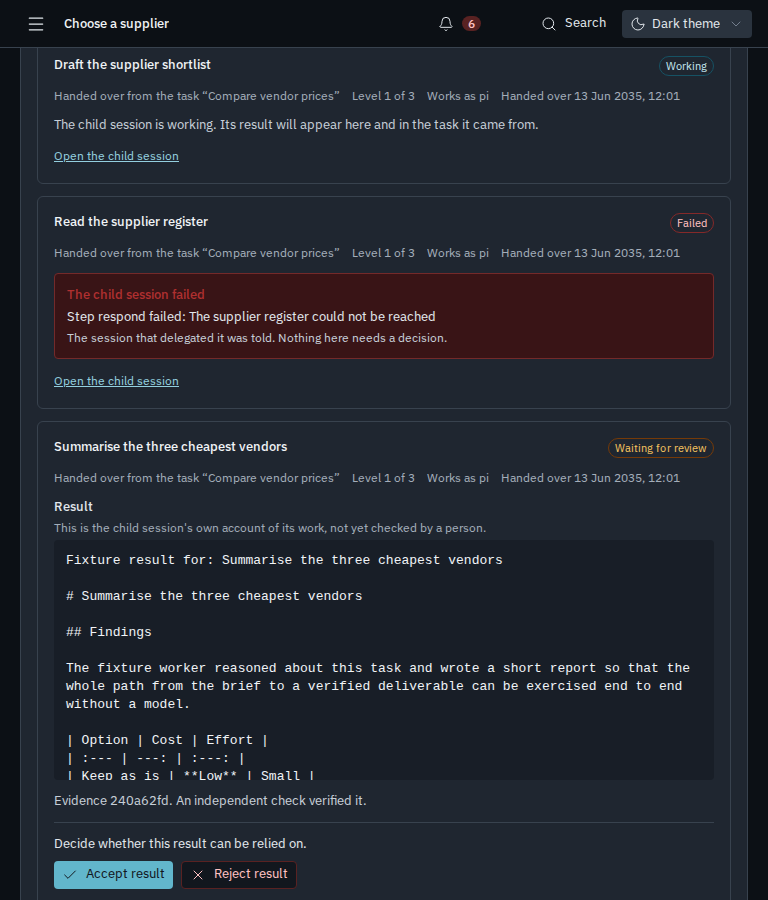 Choose a supplier
6
Search
Dark theme
Draft the supplier shortlist
Working
Handed over from the task “Compare vendor prices” Level 1 of 3 Works as pi Handed over 13 Jun 2035, 12:01
The child session is working. Its result will appear here and in the task it came from.
Open the child session
Read the supplier register
Failed
Handed over from the task “Compare vendor prices” Level 1 of 3 Works as pi Handed over 13 Jun 2035, 12:01
The child session failed
Step respond failed: The supplier register could not be reached
The session that delegated it was told. Nothing here needs a decision.
Open the child session
Summarise the three cheapest vendors
Waiting for review
Handed over from the task “Compare vendor prices” Level 1 of 3 Works as pi Handed over 13 Jun 2035, 12:01
Result
This is the child session's own account of its work, not yet checked by a person.
Fixture result for: Summarise the three cheapest vendors
# Summarise the three cheapest vendors
## Findings
The fixture worker reasoned about this task and wrote a short report so that the
whole path from the brief to a verified deliverable can be exercised end to end
without a model.
| Option | Cost | Effort |
| :--- | ---: | :---: |
| Keep as is | **Low** | Small |
Evidence 240a62fd. An independent check verified it.
Decide whether this result can be relied on.
Accept result
Reject result